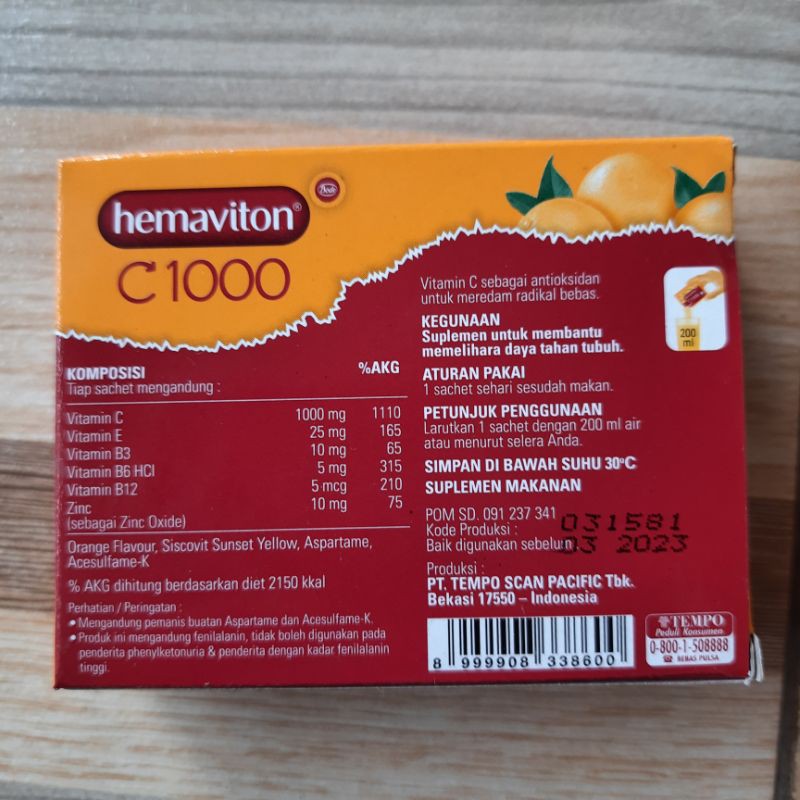 Bode
hemaviton®
C1000
KOMPOSISI %AKG
Tiap sachet mengandung :
Vitamin C 1000 mg 1110
Vitamin E 25 mg 165
Vitamin B3 10 mg 65
Vitamin B6 HCl 5 mg 315
Vitamin B12 5 mcg 210
Zinc 10 mg 75
(sebagai Zinc Oxide)
Orange Flavour, Siscovit Sunset Yellow, Aspartame,
Acesulfame-K
% AKG dihitung berdasarkan diet 2150 kkal
Perhatian / Peringatan :
• Mengandung pemanis buatan Aspartame dan Acesulfame-K.
• Produk ini mengandung fenilalanin, tidak boleh digunakan pada
penderita phenylketonuria & penderita dengan kadar fenilalanin
tinggi.
Vitamin C sebagai antioksidan
untuk meredam radikal bebas.
200
ml
KEGUNAAN
Suplemen untuk membantu
memelihara daya tahan tubuh.
ATURAN PAKAI
1 sachet sehari sesudah makan.
PETUNJUK PENGGUNAAN
Larutkan 1 sachet dengan 200 ml air
atau menurut selera Anda.
SIMPAN DI BAWAH SUHU 30°C
SUPLEMEN MAKANAN
POM SD. 091 237 341
Kode Produksi : 031581
Baik digunakan sebelum 03 2023
Produksi :
PT. TEMPO SCAN PACIFIC Tbk.
Bekasi 17550 – Indonesia
8 999908 338600
TEMPO
Peduli Konsumen
0-800-1-508888
BEBAS PULSA